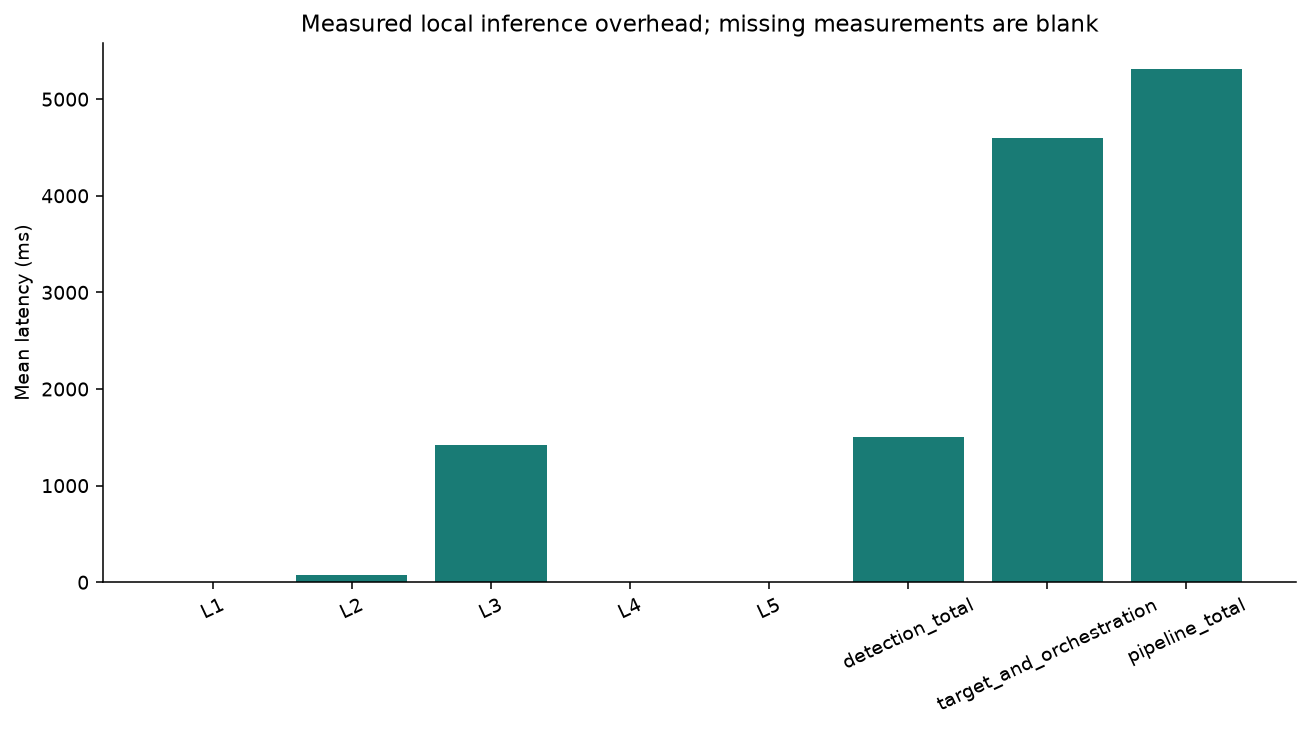 Measured local inference overhead; missing measurements are blank
Mean latency (ms)
5000
4000
3000
2000
1000
0
L1
L2
L3
L4
L5
detection_total
target_and_orchestration
pipeline_total